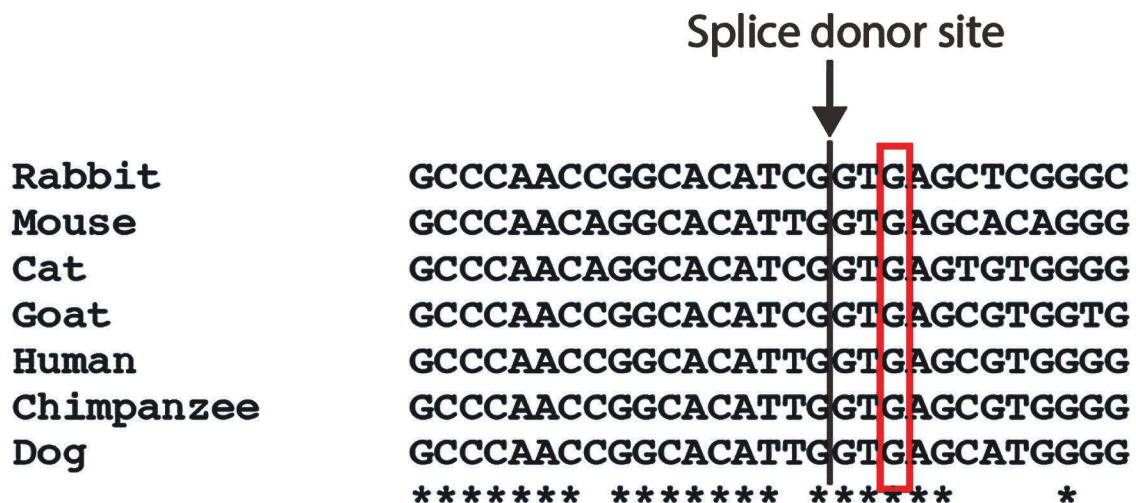 Splice donor site
Rabbit GCCCAACCGGCACATCGGTGAGCTCGGGC
Mouse GCCCAACAGGCACATTGGTGAGCACAGGG
Cat GCCCAACAGGCACATCGGTGAGTGTGGGG
Goat GCCCAACCGGCACATCGGTGAGCGTGGTG
Human GCCCAACCGGCACATTGGTGAGCGTGGGG
Chimpanzee GCCCAACCGGCACATTGGTGAGCGTGGGG
Dog GCCCAACCGGCACATTGGTGAGCATGGGG
******* ******* ******    *